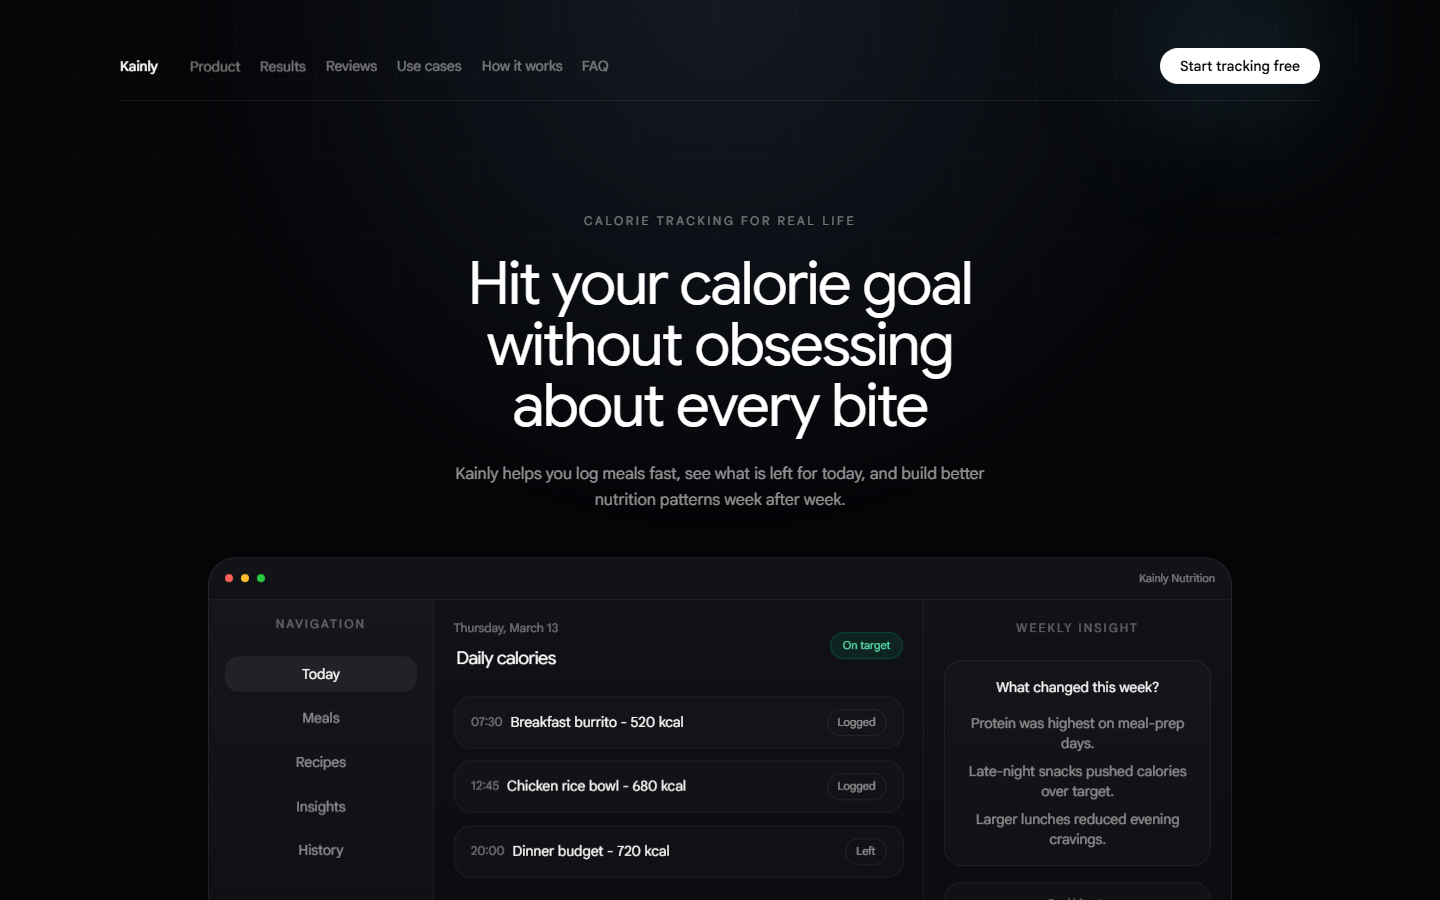 Kainly
Product
Results
Reviews
Use cases
How it works
FAQ
Start tracking free
CALORIE TRACKING FOR REAL LIFE
Hit your calorie goal
without obsessing
about every bite
Kainly helps you log meals fast, see what is left for today, and build better
nutrition patterns week after week.
Kainly Nutrition
NAVIGATION
Today
Meals
Recipes
Insights
History
Thursday, March 13
Daily calories
On target
07:30 Breakfast burrito - 520 kcal
Logged
12:45 Chicken rice bowl - 680 kcal
Logged
20:00 Dinner budget - 720 kcal
Left
WEEKLY INSIGHT
What changed this week?
Protein was highest on meal-prep
days.
Late-night snacks pushed calories
over target.
Larger lunches reduced evening
cravings.